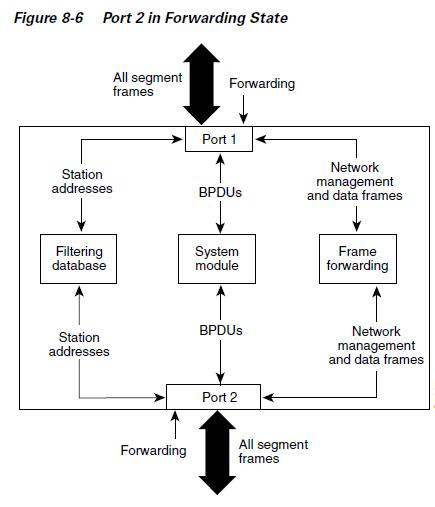 Figure 8-6 Port 2 in Forwarding State
All segment
frames
Forwarding
Port 1
Station
addresses
BPDUs
Network
management
and data frames
Filtering
database
System
module
Frame
forwarding
Station
addresses
BPDUs
Network
management
and data frames
Port 2
Forwarding
All segment
frames